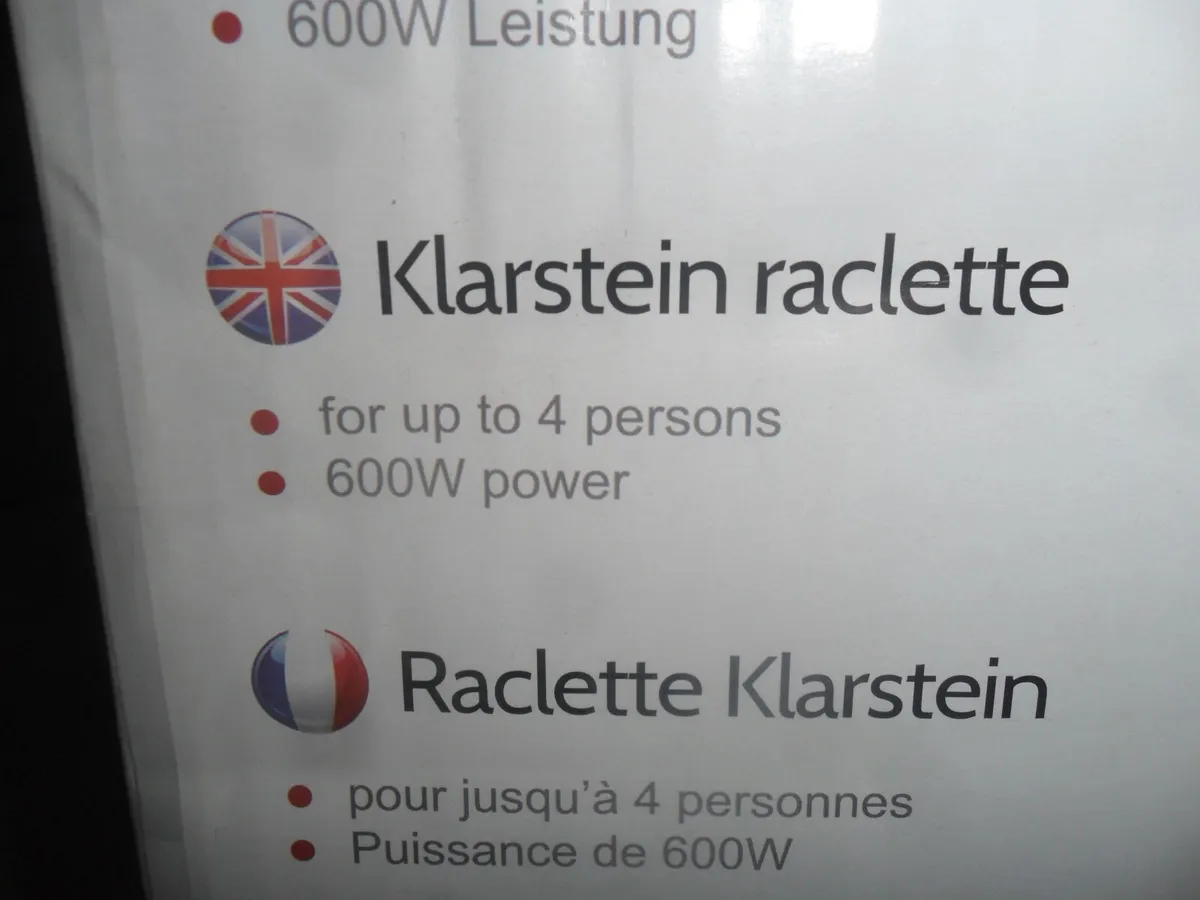 600W Leistung
Klarstein raclette
for up to 4 persons
600W power
Raclette Klarstein
pour jusqu'à 4 personnes
Puissance de 600W